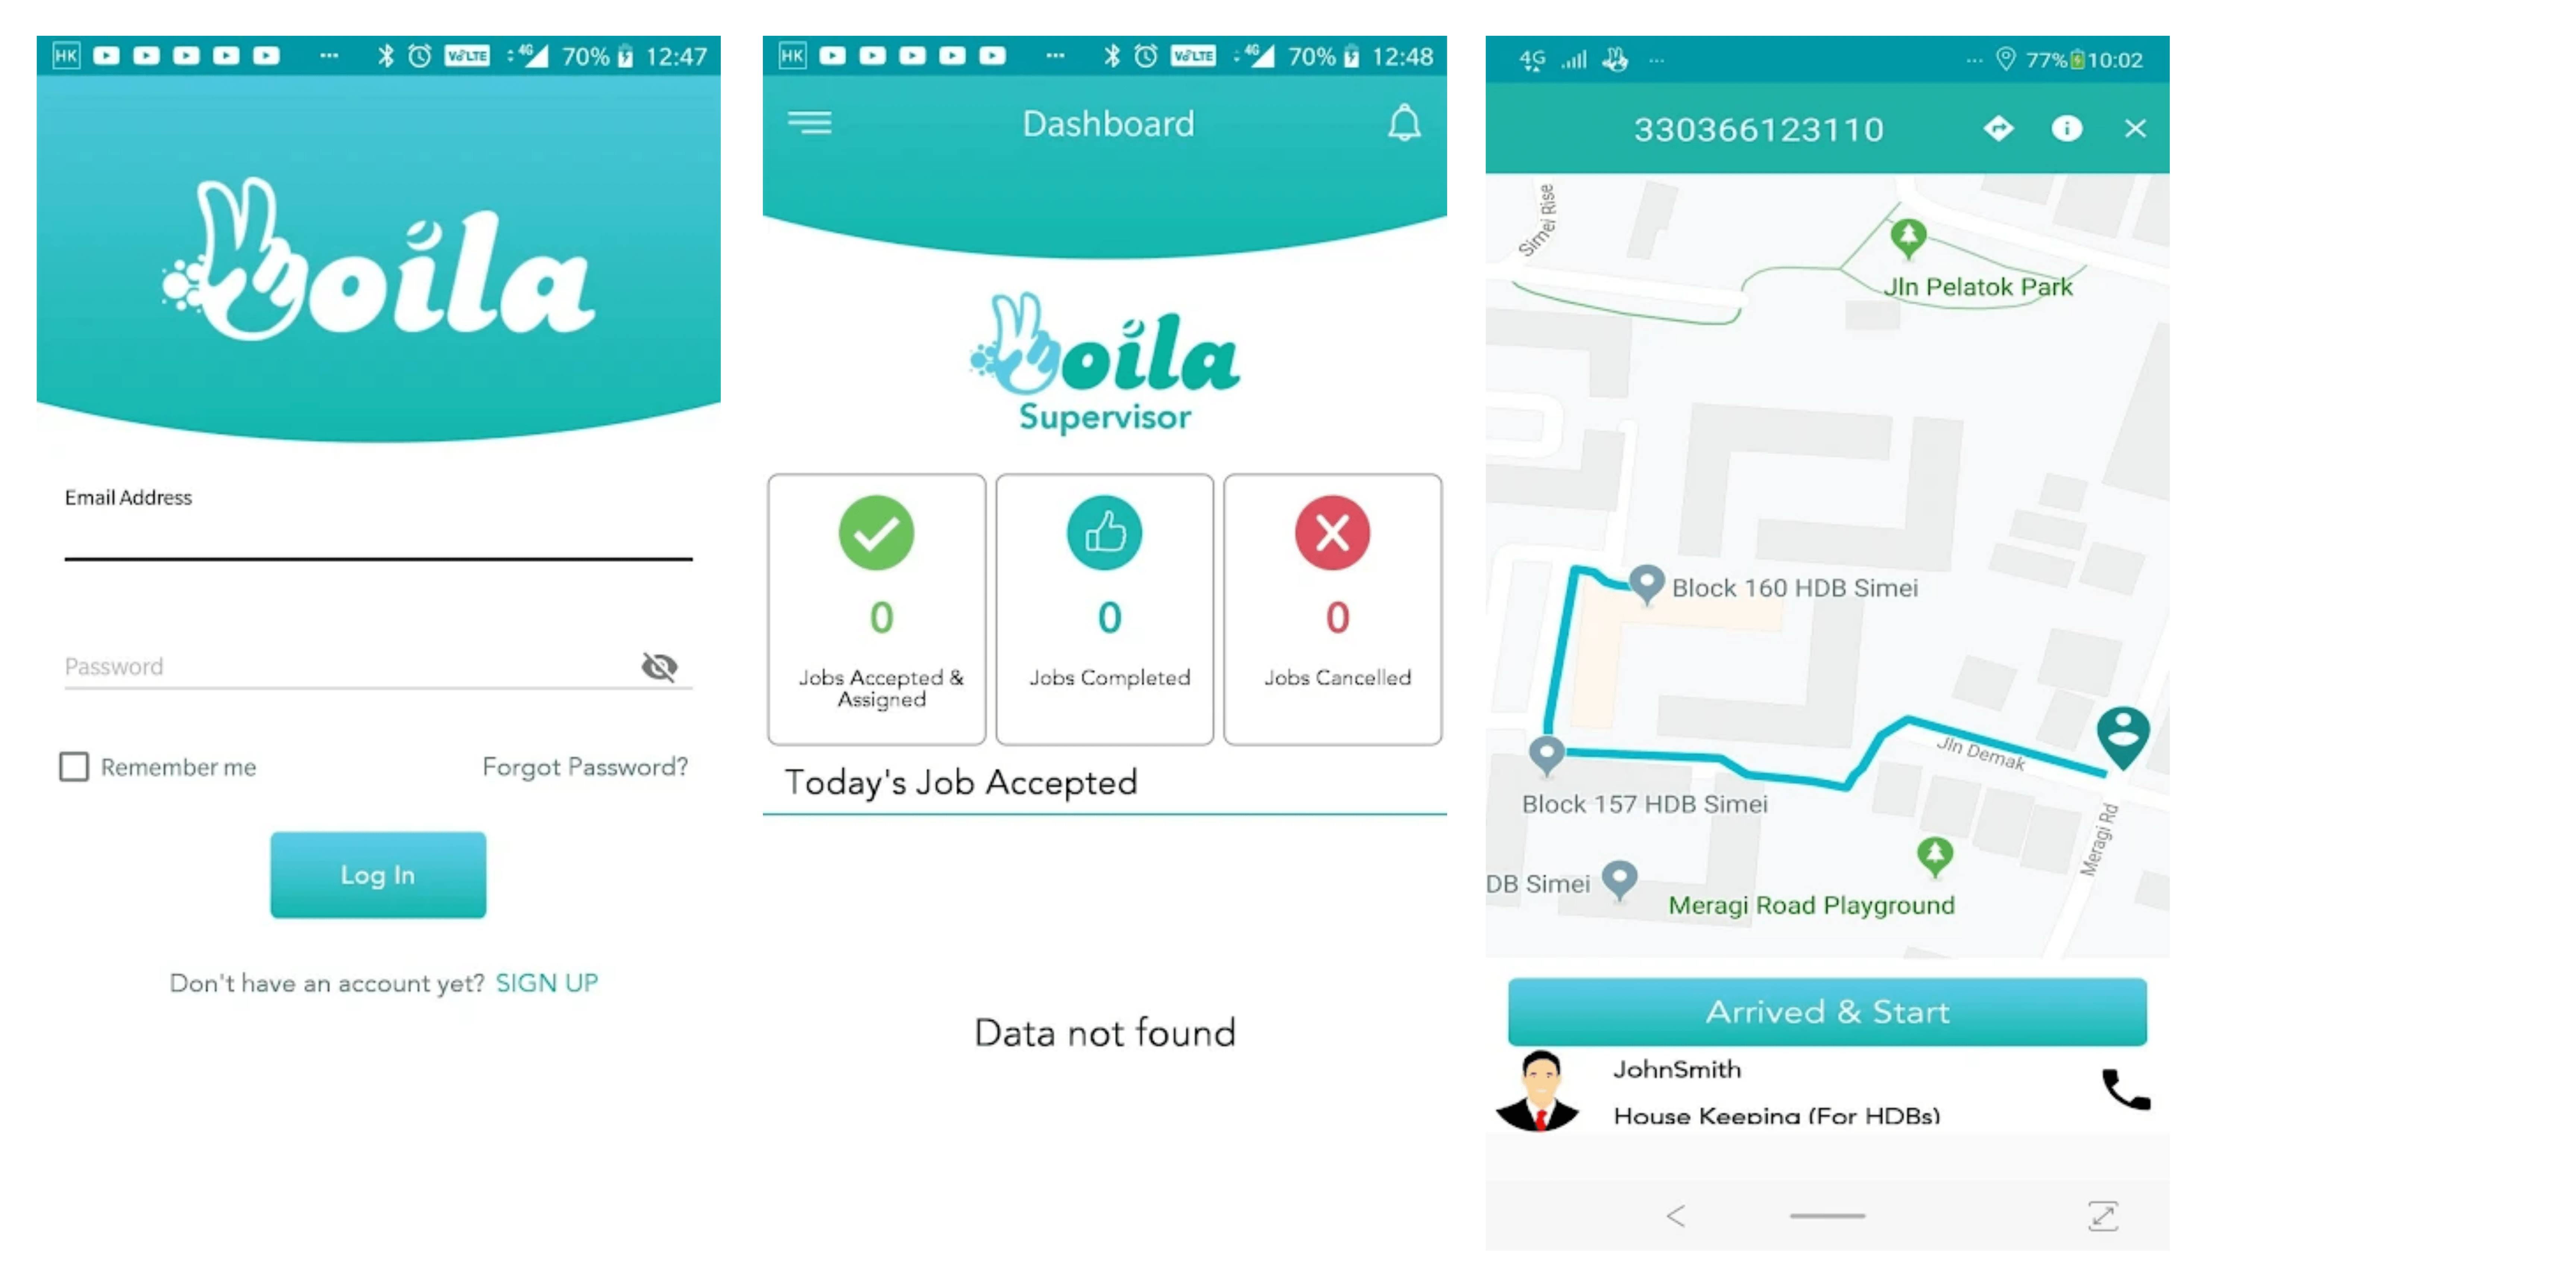 HK VoLTE 4G 70% 12:47
Voila
Email Address
Password
Remember me Forgot Password?
Log In
Don't have an account yet? SIGN UP
HK VoLTE 4G 70% 12:48
Dashboard
Voila
Supervisor
0 0 0
Jobs Accepted & Jobs Completed Jobs Cancelled
Assigned
Today's Job Accepted
Data not found
4G 77% 10:02
330366123110
Simei Rise
Jln Pelatok Park
Block 160 HDB Simei
Jln Demak
Block 157 HDB Simei
Meragi Rd
DB Simei
Meragi Road Playground
Arrived & Start
JohnSmith
House Keeping (For HDBs)